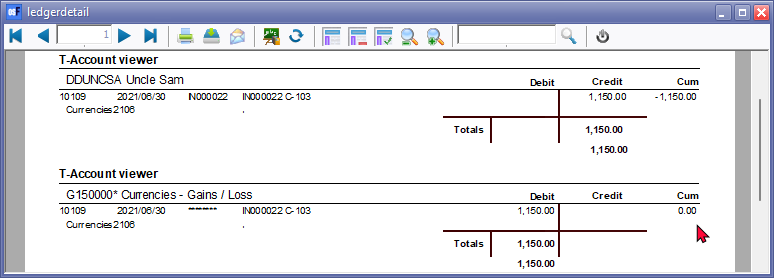 ledgerdetail
1
T-Account viewer
DDUNCSA Uncle Sam Debit Credit Cum
10109 2021/06/30 IN000022 IN000022 C-103 1,150.00 -1,150.00
Currencies2106 .
Totals 1,150.00
1,150.00
T-Account viewer
G150000* Currencies - Gains / Loss Debit Credit Cum
10109 2021/06/30 ******** IN000022 C-103 1,150.00 0.00
Currencies2106 .
Totals 1,150.00
1,150.00